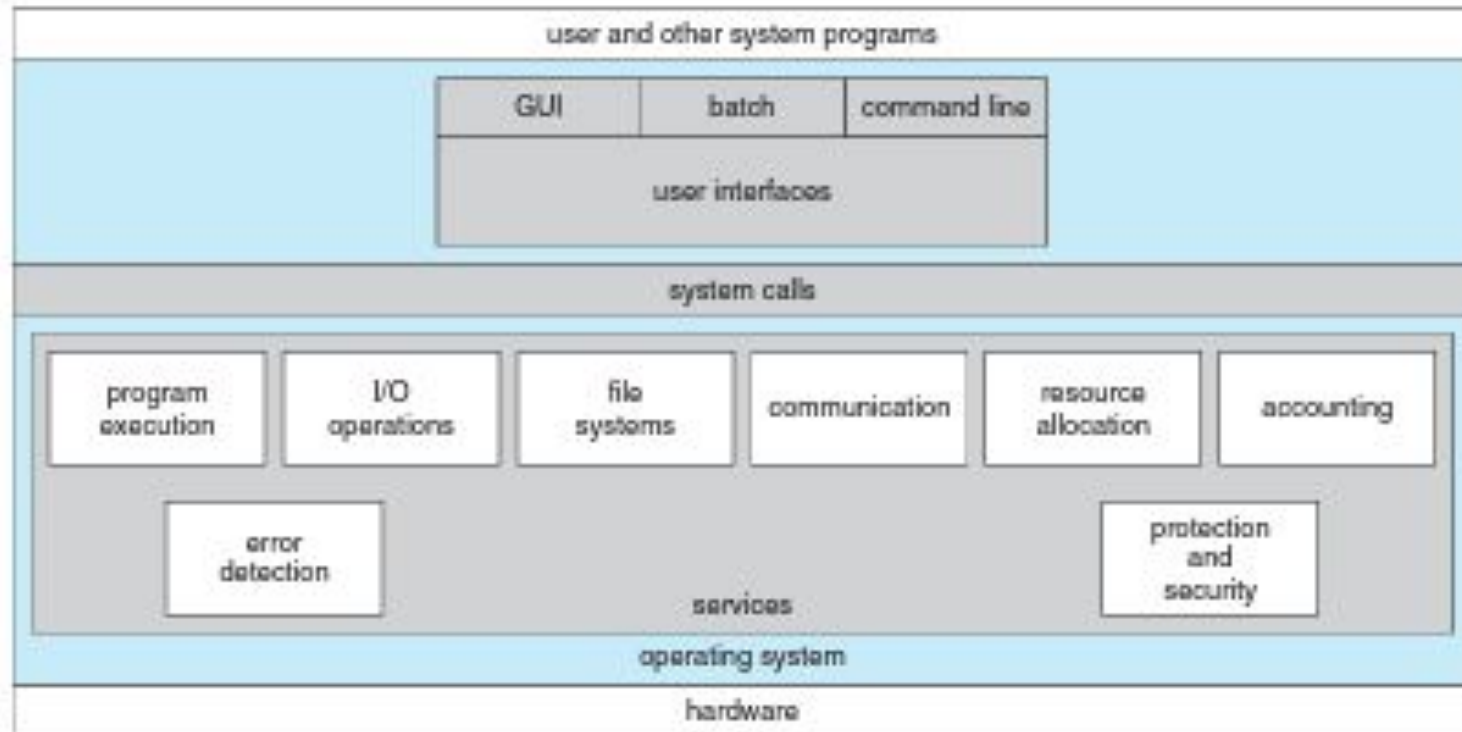 user and other system programs
GUI
batch
command line
user interfaces
system calls
program
execution
I/O
operations
file
systems
communication
resource
allocation
accounting
error
detection
protection
and
security
services
operating system
hardware